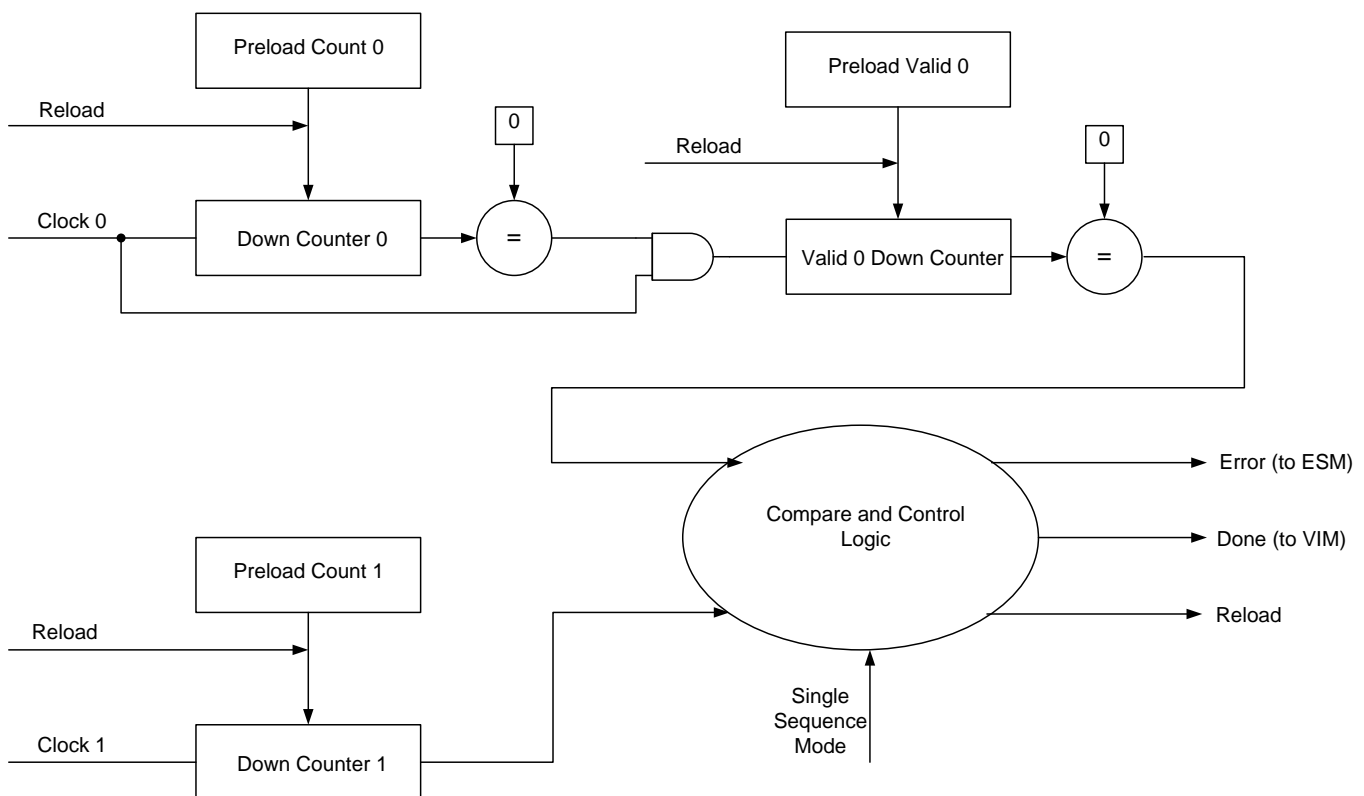 Preload Count 0
Preload Valid 0
Reload
0
0
Reload
Clock 0
Down Counter 0
=
Valid 0 Down Counter
=
Compare and Control
Logic
Error (to ESM)
Done (to VIM)
Reload
Preload Count 1
Reload
Single
Sequence
Mode
Clock 1
Down Counter 1